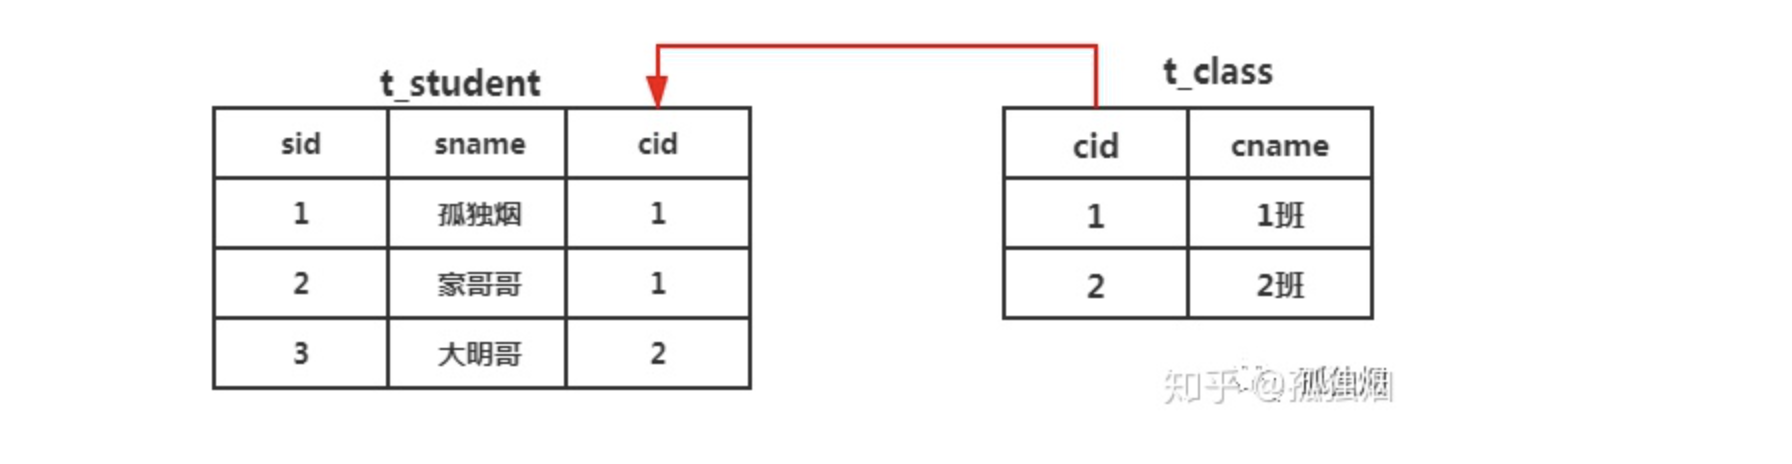 t_student
sid sname cid
1 孤独烟 1
2 豪哥哥 1
3 大明哥 2
t_class
cid cname
1 1班
2 2班
知乎 @孤独烟